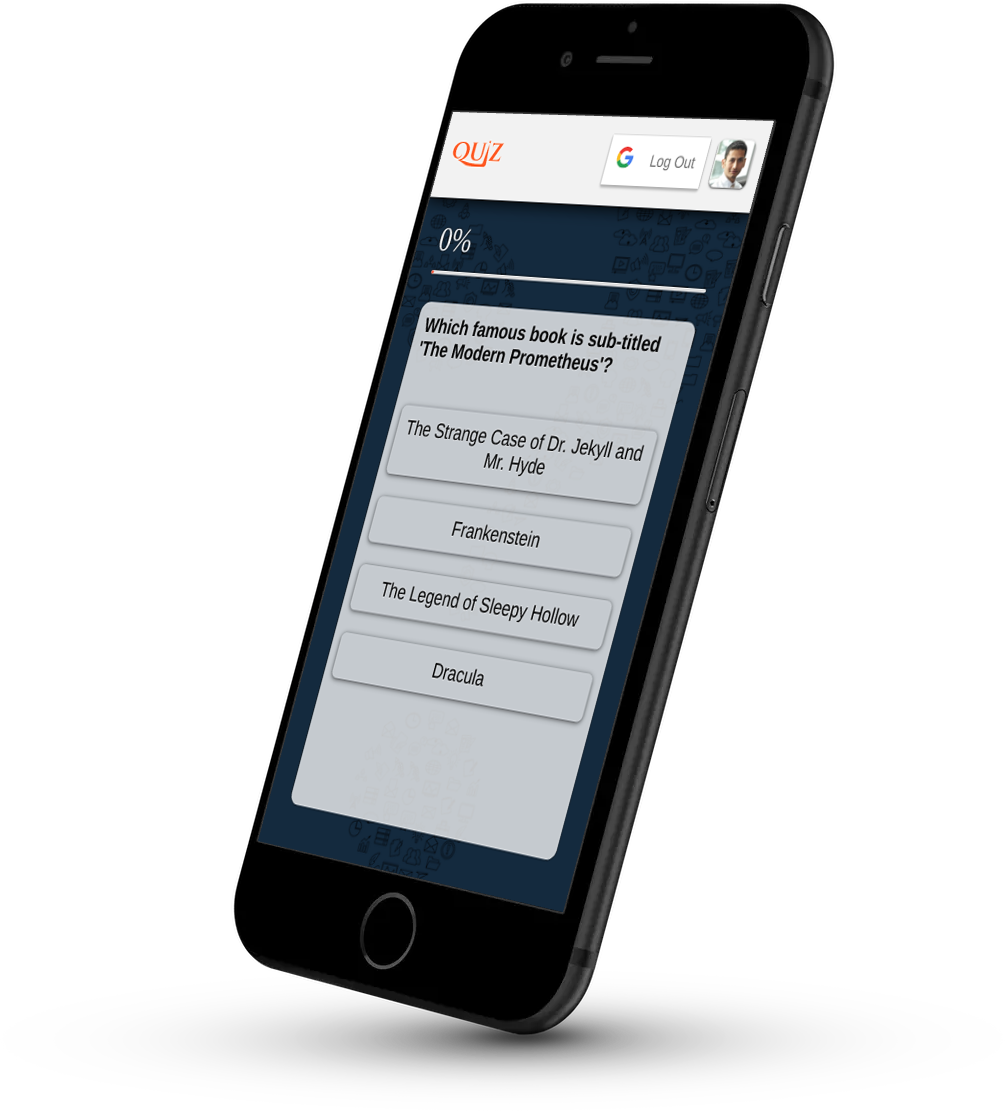 QUiZ
Log Out
0%
Which famous book is sub-titled
'The Modern Prometheus'?
The Strange Case of Dr. Jekyll and
Mr. Hyde
Frankenstein
The Legend of Sleepy Hollow
Dracula